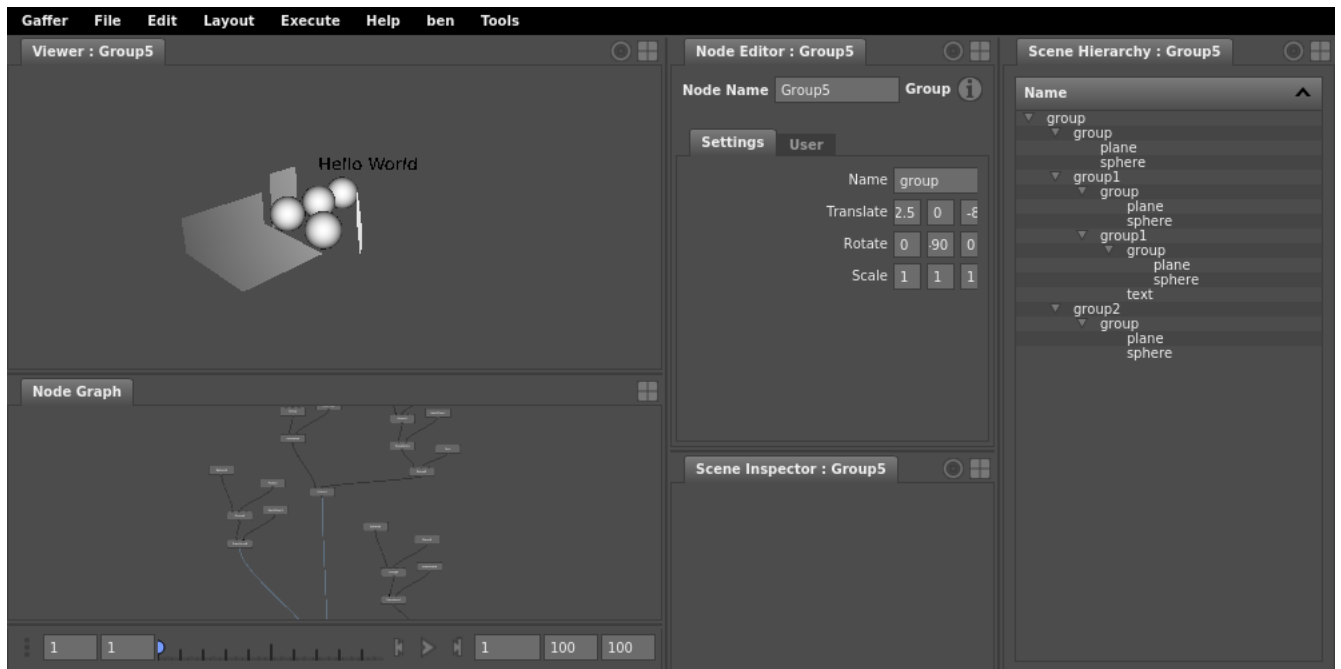 Gaffer File Edit Layout Execute Help ben Tools
Viewer : Group5
Hello World
Node Graph
1 1 1 100 100
Node Editor : Group5
Node Name Group5 Group
Settings User
Name group
Translate 2.5 0 -8
Rotate 0 -90 0
Scale 1 1 1
Scene Inspector : Group5
Scene Hierarchy : Group5
Name
group
group
plane
sphere
group1
group
plane
sphere
group1
group
plane
sphere
text
group2
group
plane
sphere